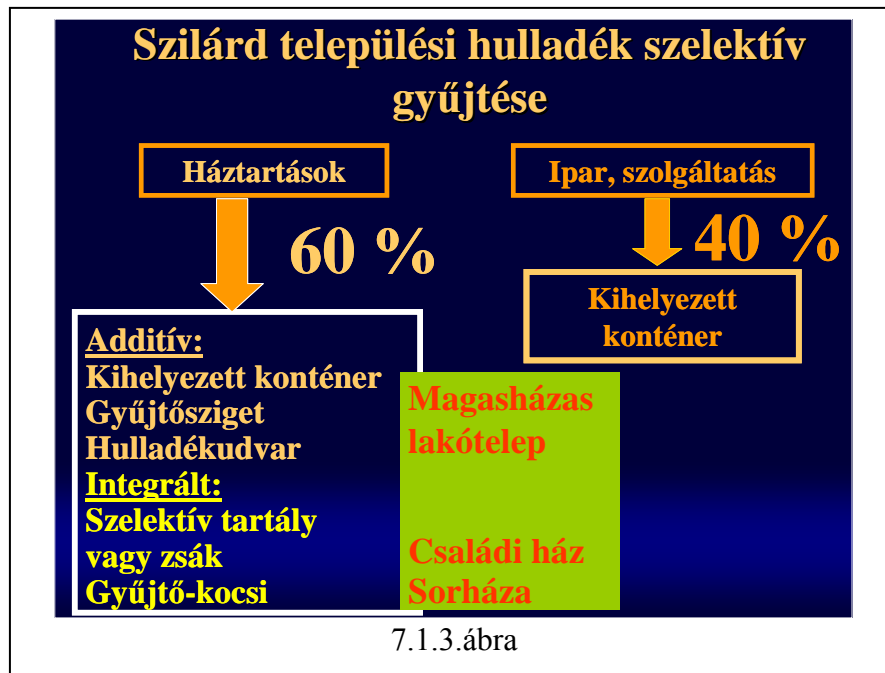 Szilárd települési hulladék szelektív
gyűjtése
Háztartások
Ipar, szolgáltatás
60 %
40 %
Kihelyezett
konténer
Additív:
Kihelyezett konténer
Gyűjtősziget
Hulladékudvar
Integrált:
Szelektív tartály
vagy zsák
Gyűjtő-kocsi
Magasházas
lakótelep
Családi ház
Sorháza
7.1.3.ábra